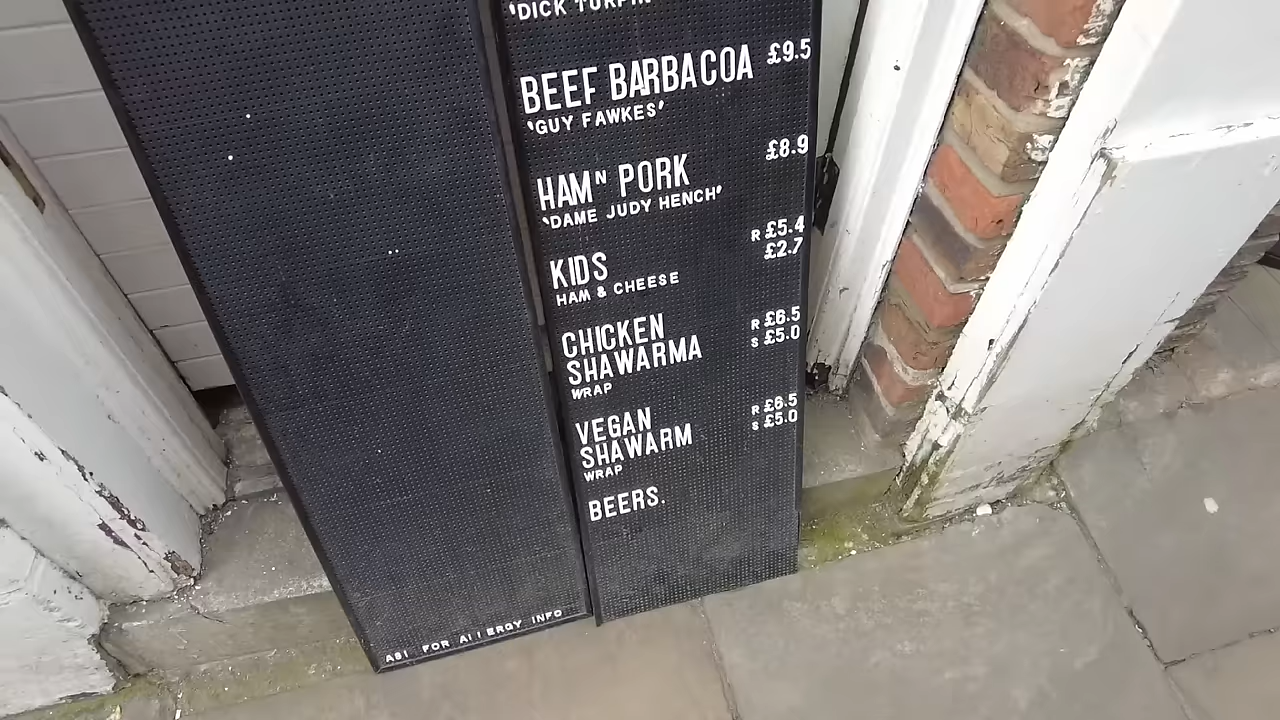 'DICK TURPIN
BEEF BARBACOA £9.5
'GUY FAWKES'
HAM N PORK £8.9
'DAME JUDY HENCH'
R £5.4
KIDS £2.7
HAM & CHEESE
CHICKEN R £6.5
SHAWARMA S £5.0
WRAP
VEGAN R £6.5
SHAWARM S £5.0
WRAP
BEERS.
FOR ALLERGY INFO